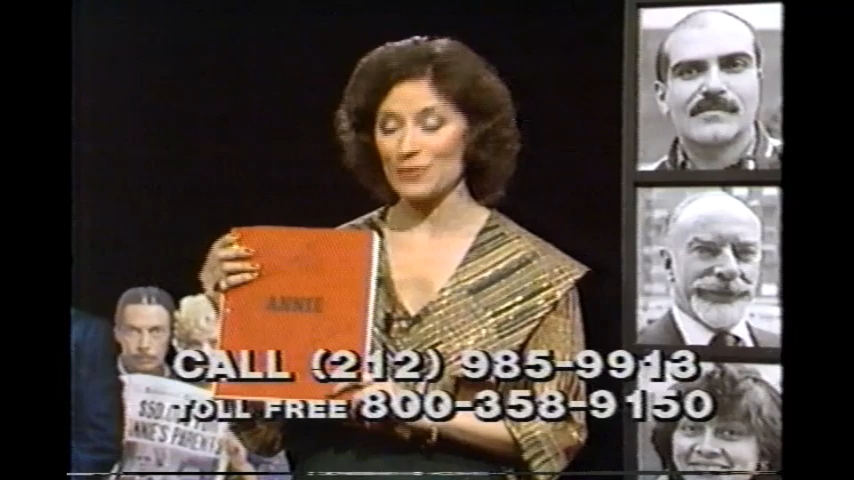 ANNIE
CALL (212) 985-9913
TOLL FREE 800-358-9150
ANNIE'S PARENTS